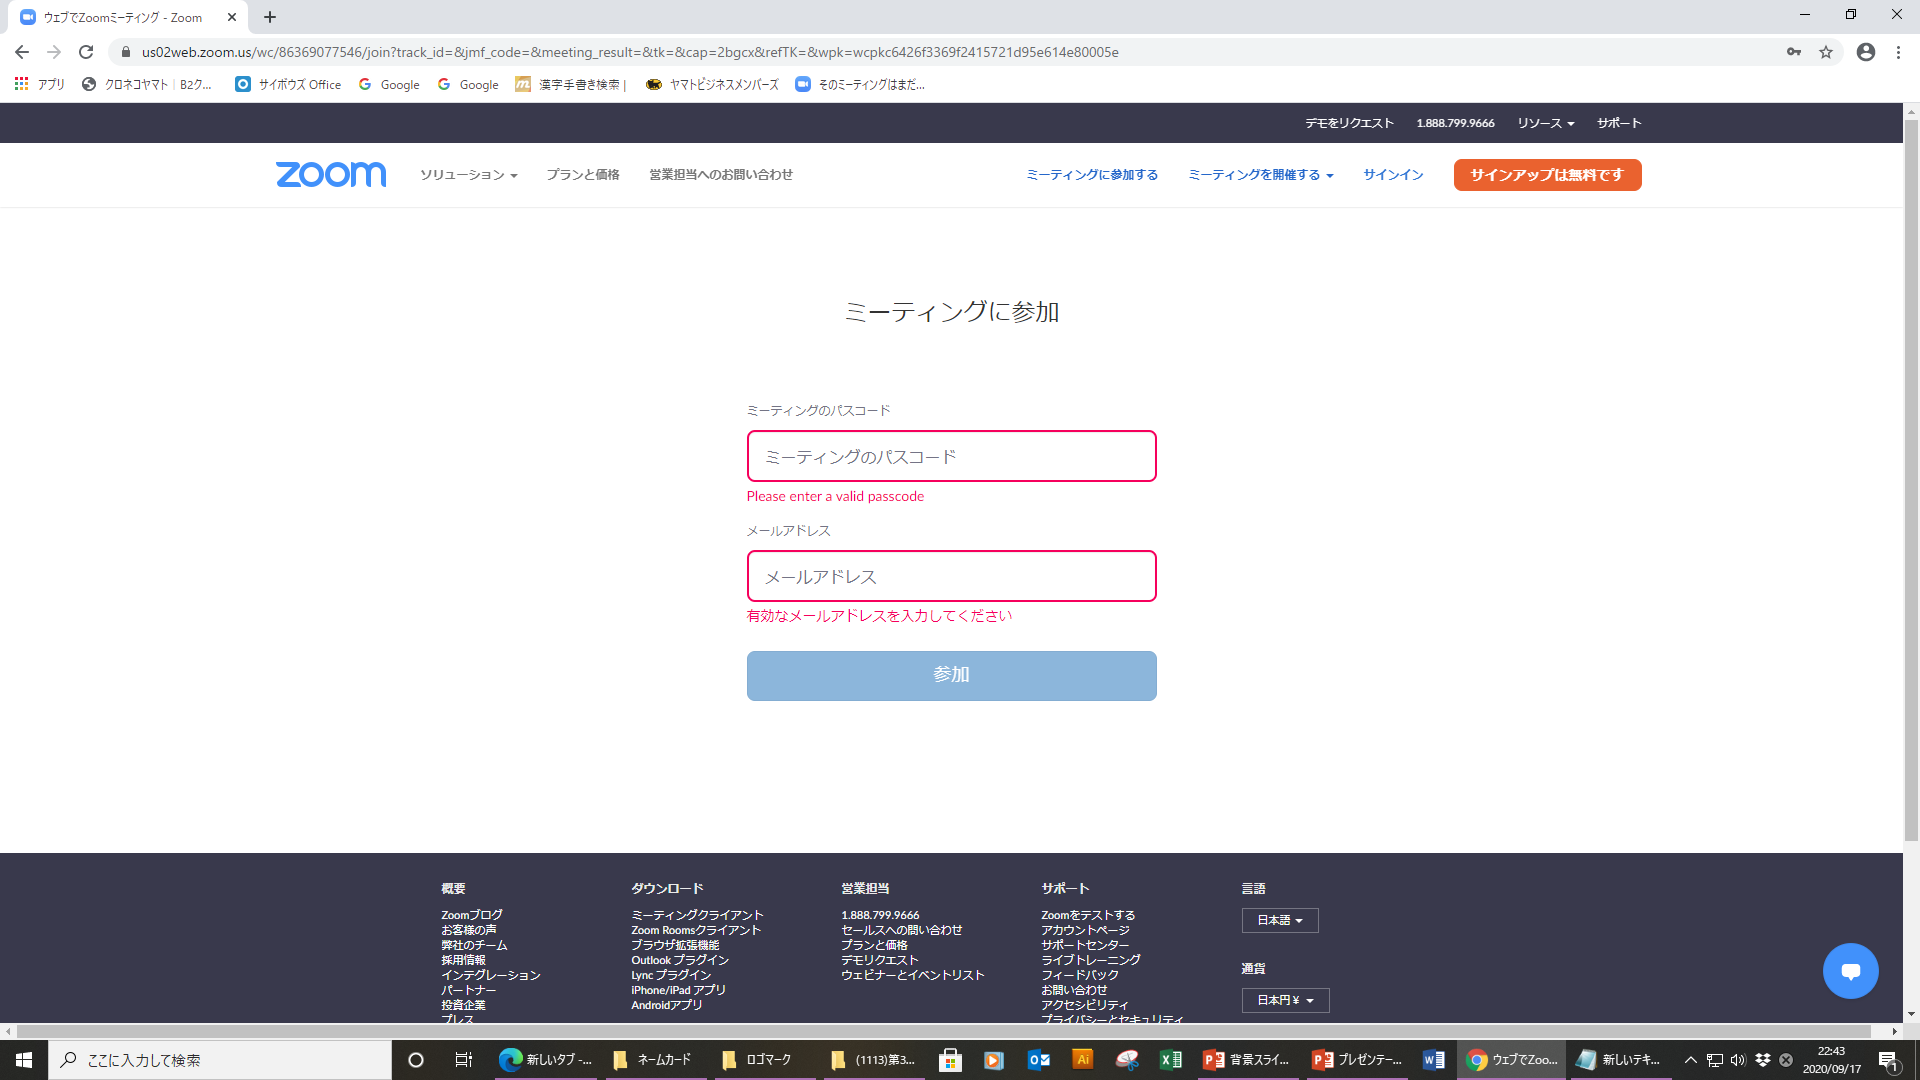 ウェブでZoomミーティング - Zoom
us02web.zoom.us/wc/86369077546/join?track_id=&jmf_code=&meeting_result=&tk=&cap=2bgcx&refTK=&wpk=wcpkc6426f3369f2415721d95e614e80005e
アプリ クロネコヤマト｜B2ク... サイボウズ Office Google Google 漢字手書き検索 | ヤマトビジネスメンバーズ そのミーティングはまだ...
デモをリクエスト 1.888.799.9666 リソース サポート
zoom ソリューション プランと価格 営業担当へのお問い合わせ ミーティングに参加する ミーティングを開催する サインイン サインアップは無料です
ミーティングに参加
ミーティングのパスコード
ミーティングのパスコード
Please enter a valid passcode
メールアドレス
メールアドレス
有効なメールアドレスを入力してください
参加
概要
Zoomブログ
お客様の声
弊社のチーム
採用情報
インテグレーション
パートナー
投資企業
プレス
ダウンロード
ミーティングクライアント
Zoom Roomsクライアント
ブラウザ拡張機能
Outlook プラグイン
Lync プラグイン
iPhone/iPad アプリ
Androidアプリ
営業担当
1.888.799.9666
セールスへの問い合わせ
プランと価格
デモリクエスト
ウェビナーとイベントリスト
サポート
Zoomをテストする
アカウントページ
サポートセンター
ライブトレーニング
フィードバック
お問い合わせ
アクセシビリティ
プライバシーとセキュリティ
言語
日本語
通貨
日本円 ¥
ここに入力して検索 新しいタブ -... ネームカード ロゴマーク (1113)第3... Ai 背景スライ... プレゼンテー... ウェブでZoo... 新しいテキ...
22:43
2020/09/17
1